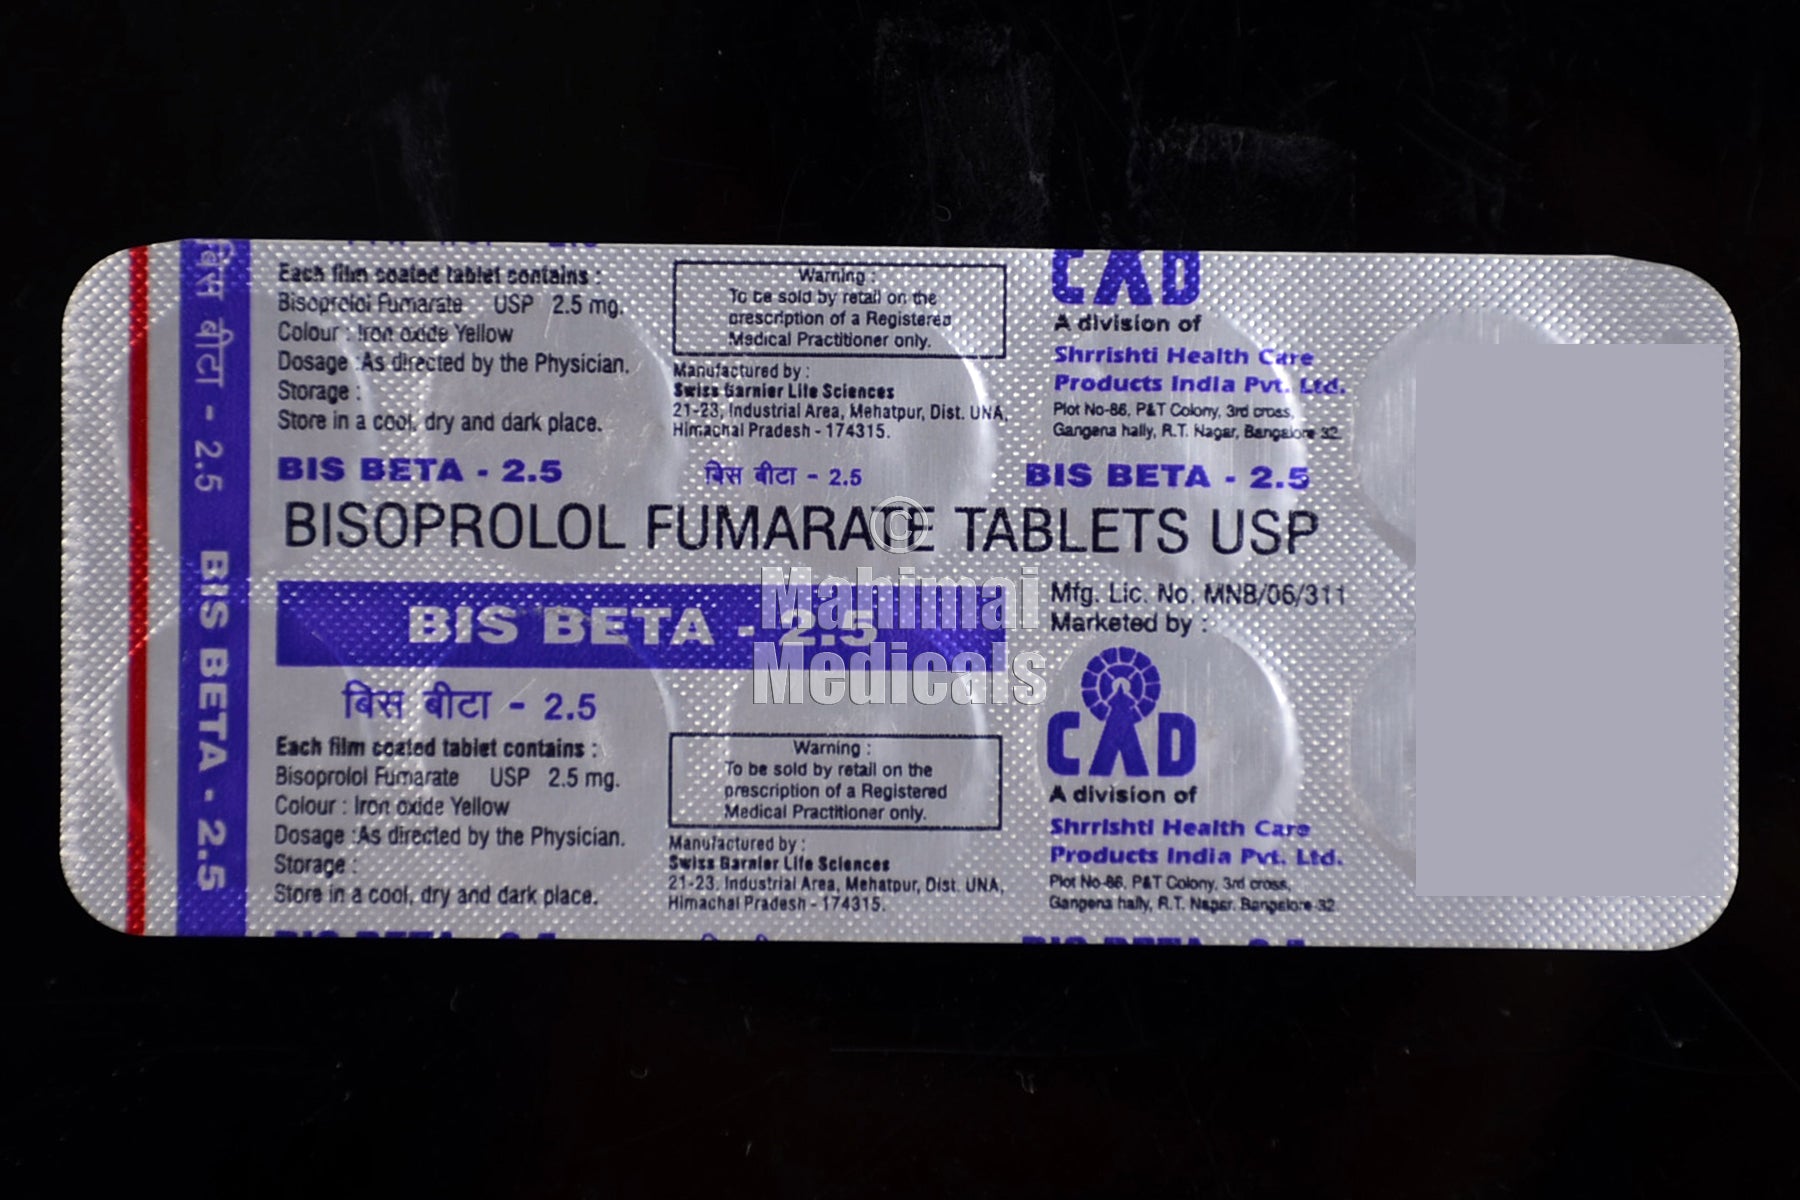 बिस बीटा - 2.5 BIS BETA - 2.5
Each film coated tablet contains :
Bisoprolol Fumarate USP 2.5 mg.
Colour : Iron oxide Yellow
Dosage :As directed by the Physician.
Storage :
Store in a cool, dry and dark place.
Warning :
To be sold by retail on the
prescription of a Registered
Medical Practitioner only.
Manufactured by :
Swiss Garnier Life Sciences
21-23, Industrial Area, Mehatpur, Dist. UNA,
Himachal Pradesh - 174315.
CAD
A division of
Shrrishti Health Care
Products India Pvt. Ltd.
Plot No-86, P&T Colony, 3rd cross,
Gangena hally, R.T. Nagar, Bangalore-32
BIS BETA - 2.5
बिस बीटा - 2.5
BIS BETA - 2.5
BISOPROLOL FUMARATE TABLETS USP
BIS BETA - 2.5
बिस बीटा - 2.5
©
Mahimai
Medicals
Mfg. Lic. No. MNB/06/311
Marketed by :
CAD
A division of
Shrrishti Health Care
Products India Pvt. Ltd.
Plot No-86, P&T Colony, 3rd cross,
Gangena hally, R.T. Nagar, Bangalore-32
Each film coated tablet contains :
Bisoprolol Fumarate USP 2.5 mg.
Colour : Iron oxide Yellow
Dosage :As directed by the Physician.
Storage :
Store in a cool, dry and dark place.
Warning :
To be sold by retail on the
prescription of a Registered
Medical Practitioner only.
Manufactured by :
Swiss Garnier Life Sciences
21-23, Industrial Area, Mehatpur, Dist. UNA,
Himachal Pradesh - 174315.